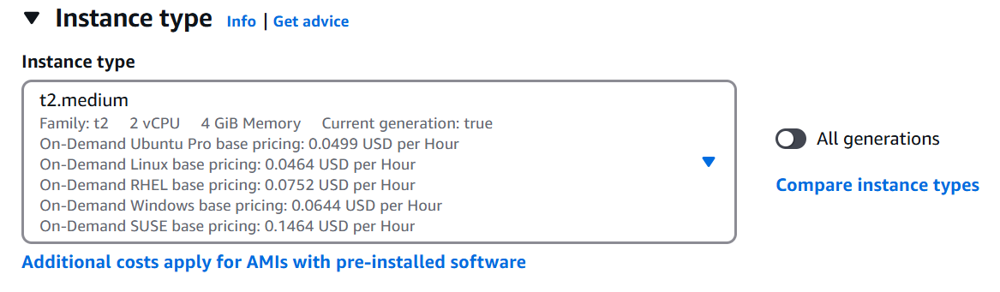 Instance type Info | Get advice
Instance type
t2.medium
Family: t2 2 vCPU 4 GiB Memory Current generation: true
On-Demand Ubuntu Pro base pricing: 0.0499 USD per Hour
On-Demand Linux base pricing: 0.0464 USD per Hour
On-Demand RHEL base pricing: 0.0752 USD per Hour
On-Demand Windows base pricing: 0.0644 USD per Hour
On-Demand SUSE base pricing: 0.1464 USD per Hour
All generations
Compare instance types
Additional costs apply for AMIs with pre-installed software